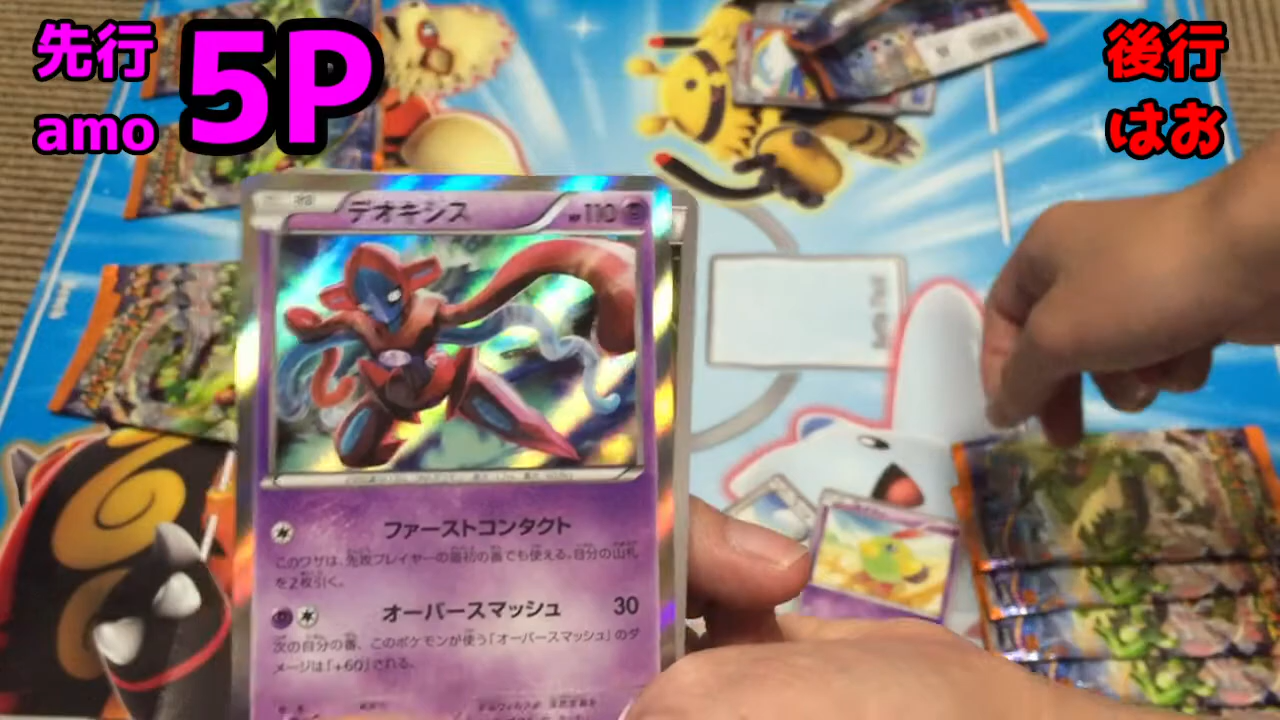 先行
amo
5P
後行
はお
デオキシス
HP110
ファーストコンタクト
このワザは、先攻プレイヤーの最初の番でも使える。自分の山札
を2枚引く。
オーバースマッシュ 30
次の自分の番、このポケモンが使う「オーバースマッシュ」のダ
メージは「+60」される。